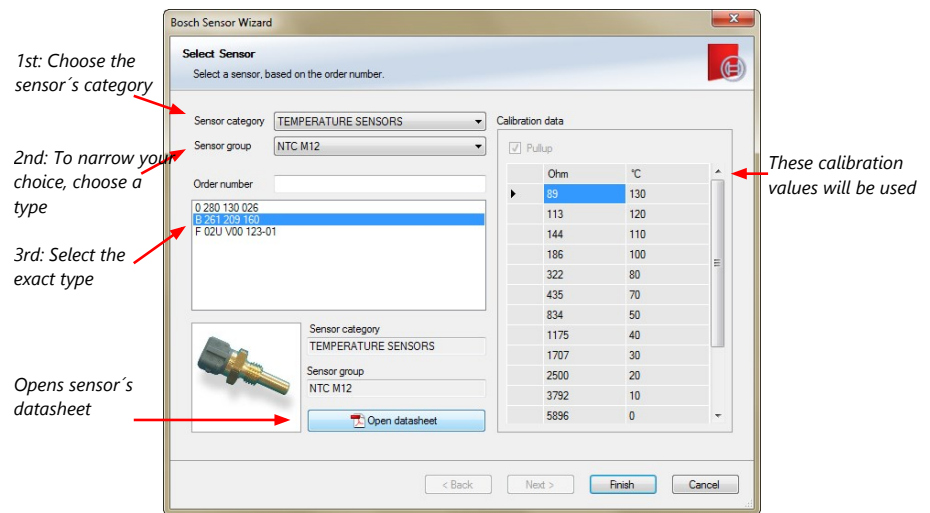 Bosch Sensor Wizard
Select Sensor
Select a sensor, based on the order number.
1st: Choose the
sensor´s category
Sensor category TEMPERATURE SENSORS
Sensor group NTC M12
2nd: To narrow your
choice, choose a
type
Order number
0 280 130 026
B 261 209 160
F 02U V00 123-01
3rd: Select the
exact type
Sensor category
TEMPERATURE SENSORS
Sensor group
NTC M12
Opens sensor´s
datasheet
Open datasheet
Calibration data
Pullup
Ohm °C
89 130
113 120
144 110
186 100
322 80
435 70
834 50
1175 40
1707 30
2500 20
3792 10
5896 0
These calibration
values will be used
< Back Next > Finish Cancel